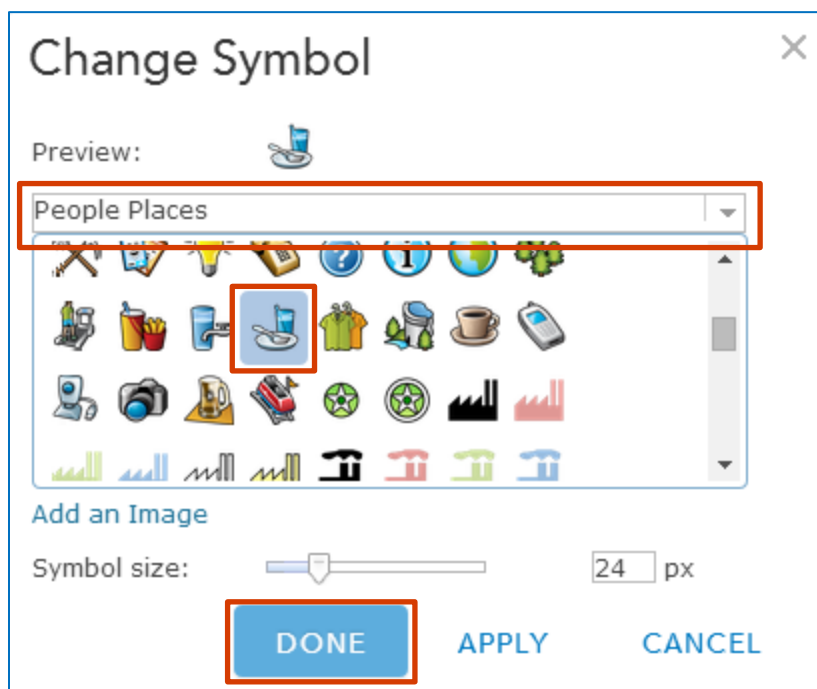 Change Symbol
Preview:
People Places
Add an Image
Symbol size:
24 px
DONE APPLY CANCEL